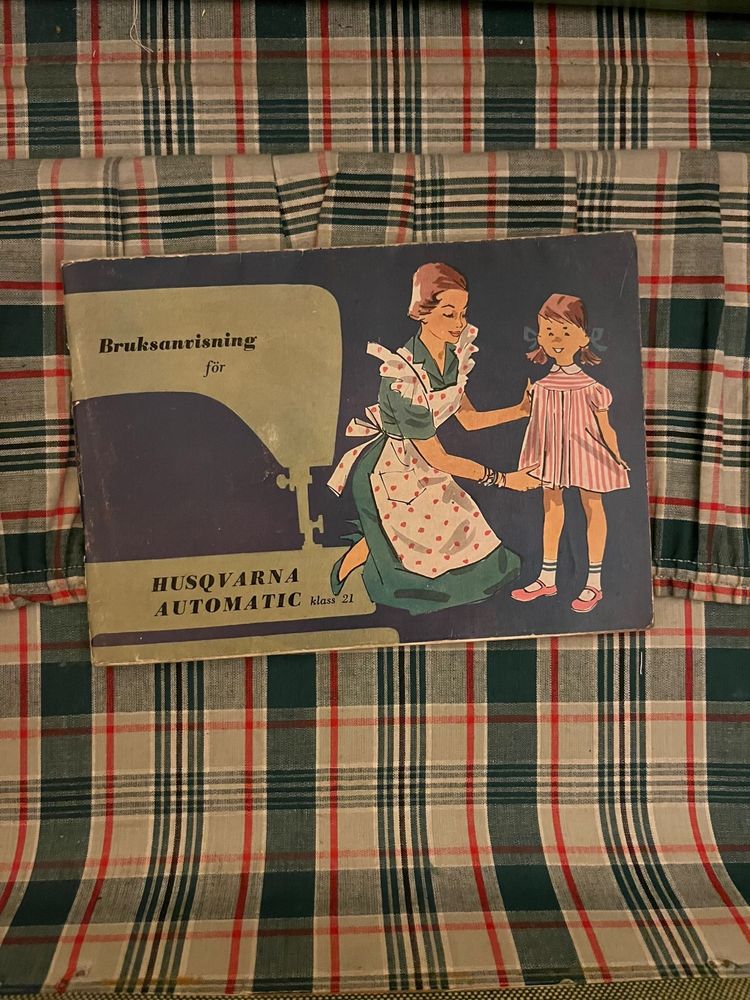 Bruksanvisning
för
HUSQVARNA
AUTOMATIC klass 21